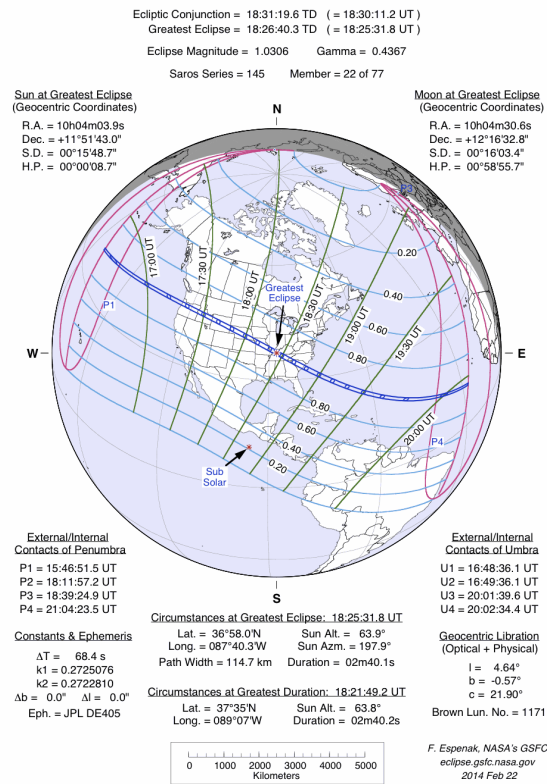 Ecliptic Conjunction = 18:31:19.6 TD ( = 18:30:11.2 UT )
Greatest Eclipse = 18:26:40.3 TD ( = 18:25:31.8 UT )
Eclipse Magnitude = 1.0306 Gamma = 0.4367
Saros Series = 145 Member = 22 of 77
Sun at Greatest Eclipse
(Geocentric Coordinates)
R.A. = 10h04m03.9s
Dec. = +11°51'43.0"
S.D. = 00°15'48.7"
H.P. = 00°00'08.7"
Moon at Greatest Eclipse
(Geocentric Coordinates)
R.A. = 10h04m30.6s
Dec. = +12°16'32.8"
S.D. = 00°16'03.4"
H.P. = 00°58'55.7"
N
P3
17:00 UT
17:30 UT
18:00 UT
18:30 UT
19:00 UT
19:30 UT
20:00 UT
0.20
0.40
0.60
0.80
Greatest
Eclipse
P1
W
E
0.80
0.60
0.40
0.20
P4
Sub
Solar
S
External/Internal
Contacts of Penumbra
P1 = 15:46:51.5 UT
P2 = 18:11:57.2 UT
P3 = 18:39:24.9 UT
P4 = 21:04:23.5 UT
External/Internal
Contacts of Umbra
U1 = 16:48:36.1 UT
U2 = 16:49:36.1 UT
U3 = 20:01:39.6 UT
U4 = 20:02:34.4 UT
Constants & Ephemeris
ΔT = 68.4 s
k1 = 0.2725076
k2 = 0.2722810
Δb = 0.0" Δl = 0.0"
Eph. = JPL DE405
Circumstances at Greatest Eclipse: 18:25:31.8 UT
Lat. = 36°58.0'N Sun Alt. = 63.9°
Long. = 087°40.3'W Sun Azm. = 197.9°
Path Width = 114.7 km Duration = 02m40.1s
Circumstances at Greatest Duration: 18:21:49.2 UT
Lat. = 37°35'N Sun Alt. = 63.8°
Long. = 089°07'W Duration = 02m40.2s
Geocentric Libration
(Optical + Physical)
l = 4.64°
b = -0.57°
c = 21.90°
Brown Lun. No. = 1171
0 1000 2000 3000 4000 5000
Kilometers
F. Espenak, NASA's GSFC
eclipse.gsfc.nasa.gov
2014 Feb 22